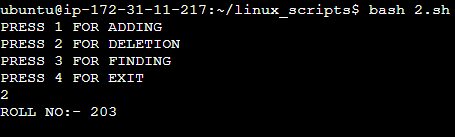 ubuntu@ip-172-31-11-217:~/linux_scripts$ bash 2.sh
PRESS 1 FOR ADDING
PRESS 2 FOR DELETION
PRESS 3 FOR FINDING
PRESS 4 FOR EXIT
2
ROLL NO:- 203